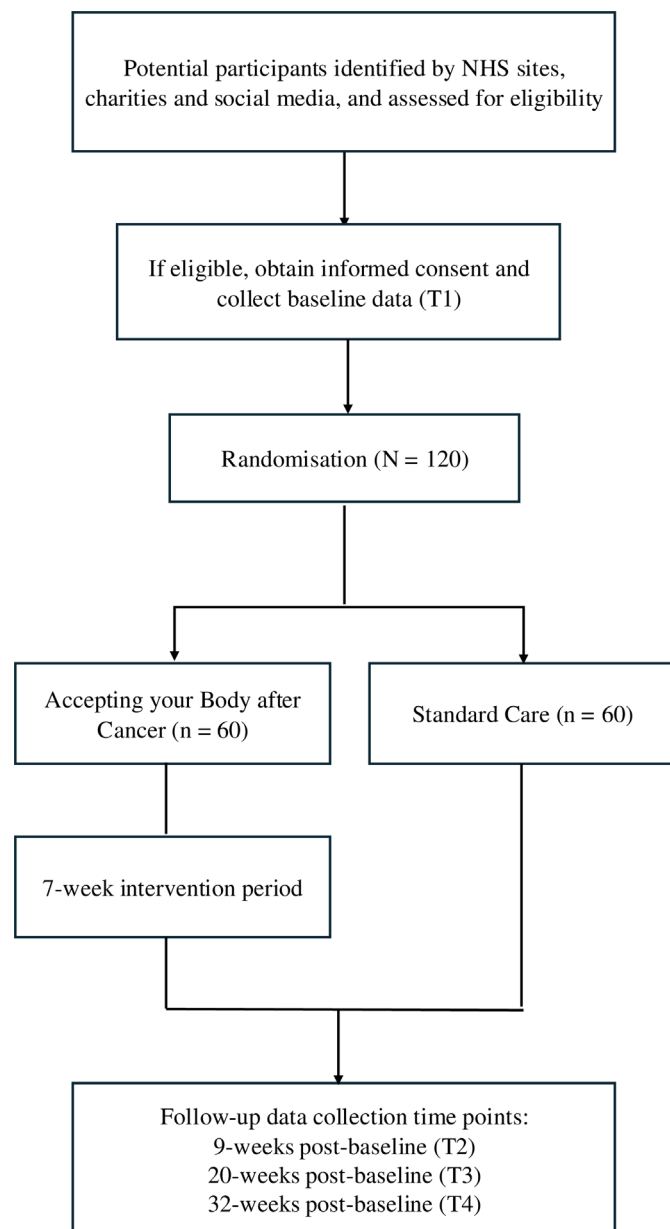 Potential participants identified by NHS sites,
charities and social media, and assessed for eligibility
If eligible, obtain informed consent and
collect baseline data (T1)
Randomisation (N = 120)
Accepting your Body after
Cancer (n = 60)
Standard Care (n = 60)
7-week intervention period
Follow-up data collection time points:
9-weeks post-baseline (T2)
20-weeks post-baseline (T3)
32-weeks post-baseline (T4)